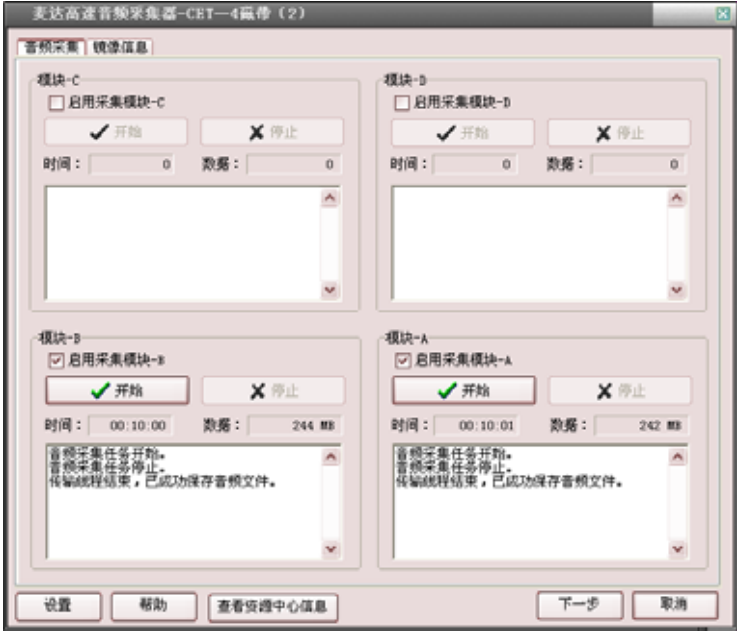 麦达高速音频采集器-CET—4磁带（2）
音频采集 镜像信息
模块-C
启用采集模块-C
开始 停止
时间： 0 数据： 0
模块-D
启用采集模块-D
开始 停止
时间： 0 数据： 0
模块-B
启用采集模块-B
开始 停止
时间： 00:10:00 数据： 244 MB
音频采集任务开始。
音频采集任务停止。
传输线程结束，已成功保存音频文件。
模块-A
启用采集模块-A
开始 停止
时间： 00:10:01 数据： 242 MB
音频采集任务开始。
音频采集任务停止。
传输线程结束，已成功保存音频文件。
设置 帮助 查看资源中心信息 下一步 取消